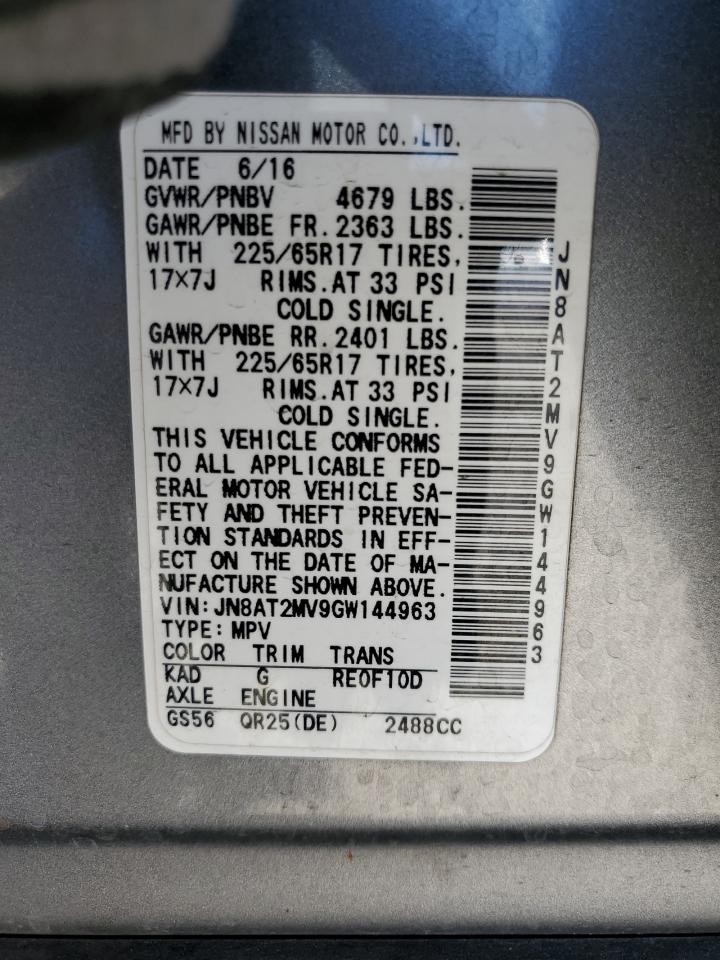 MFD BY NISSAN MOTOR CO.,LTD.
DATE 6/16
GVWR/PNBV 4679 LBS.
GAWR/PNBE FR. 2363 LBS.
WITH 225/65R17 TIRES,
17×7J RIMS.AT 33 PSI
COLD SINGLE.
GAWR/PNBE RR. 2401 LBS.
WITH 225/65R17 TIRES,
17×7J RIMS.AT 33 PSI
COLD SINGLE.
THIS VEHICLE CONFORMS
TO ALL APPLICABLE FED-
ERAL MOTOR VEHICLE SA-
FETY AND THEFT PREVEN-
TION STANDARDS IN EFF-
ECT ON THE DATE OF MA-
NUFACTURE SHOWN ABOVE.
VIN:JN8AT2MV9GW144963
TYPE:MPV
COLOR TRIM TRANS
KAD G RE0F10D
AXLE ENGINE
GS56 QR25(DE) 2488CC
JN8AT2MV9GW144963